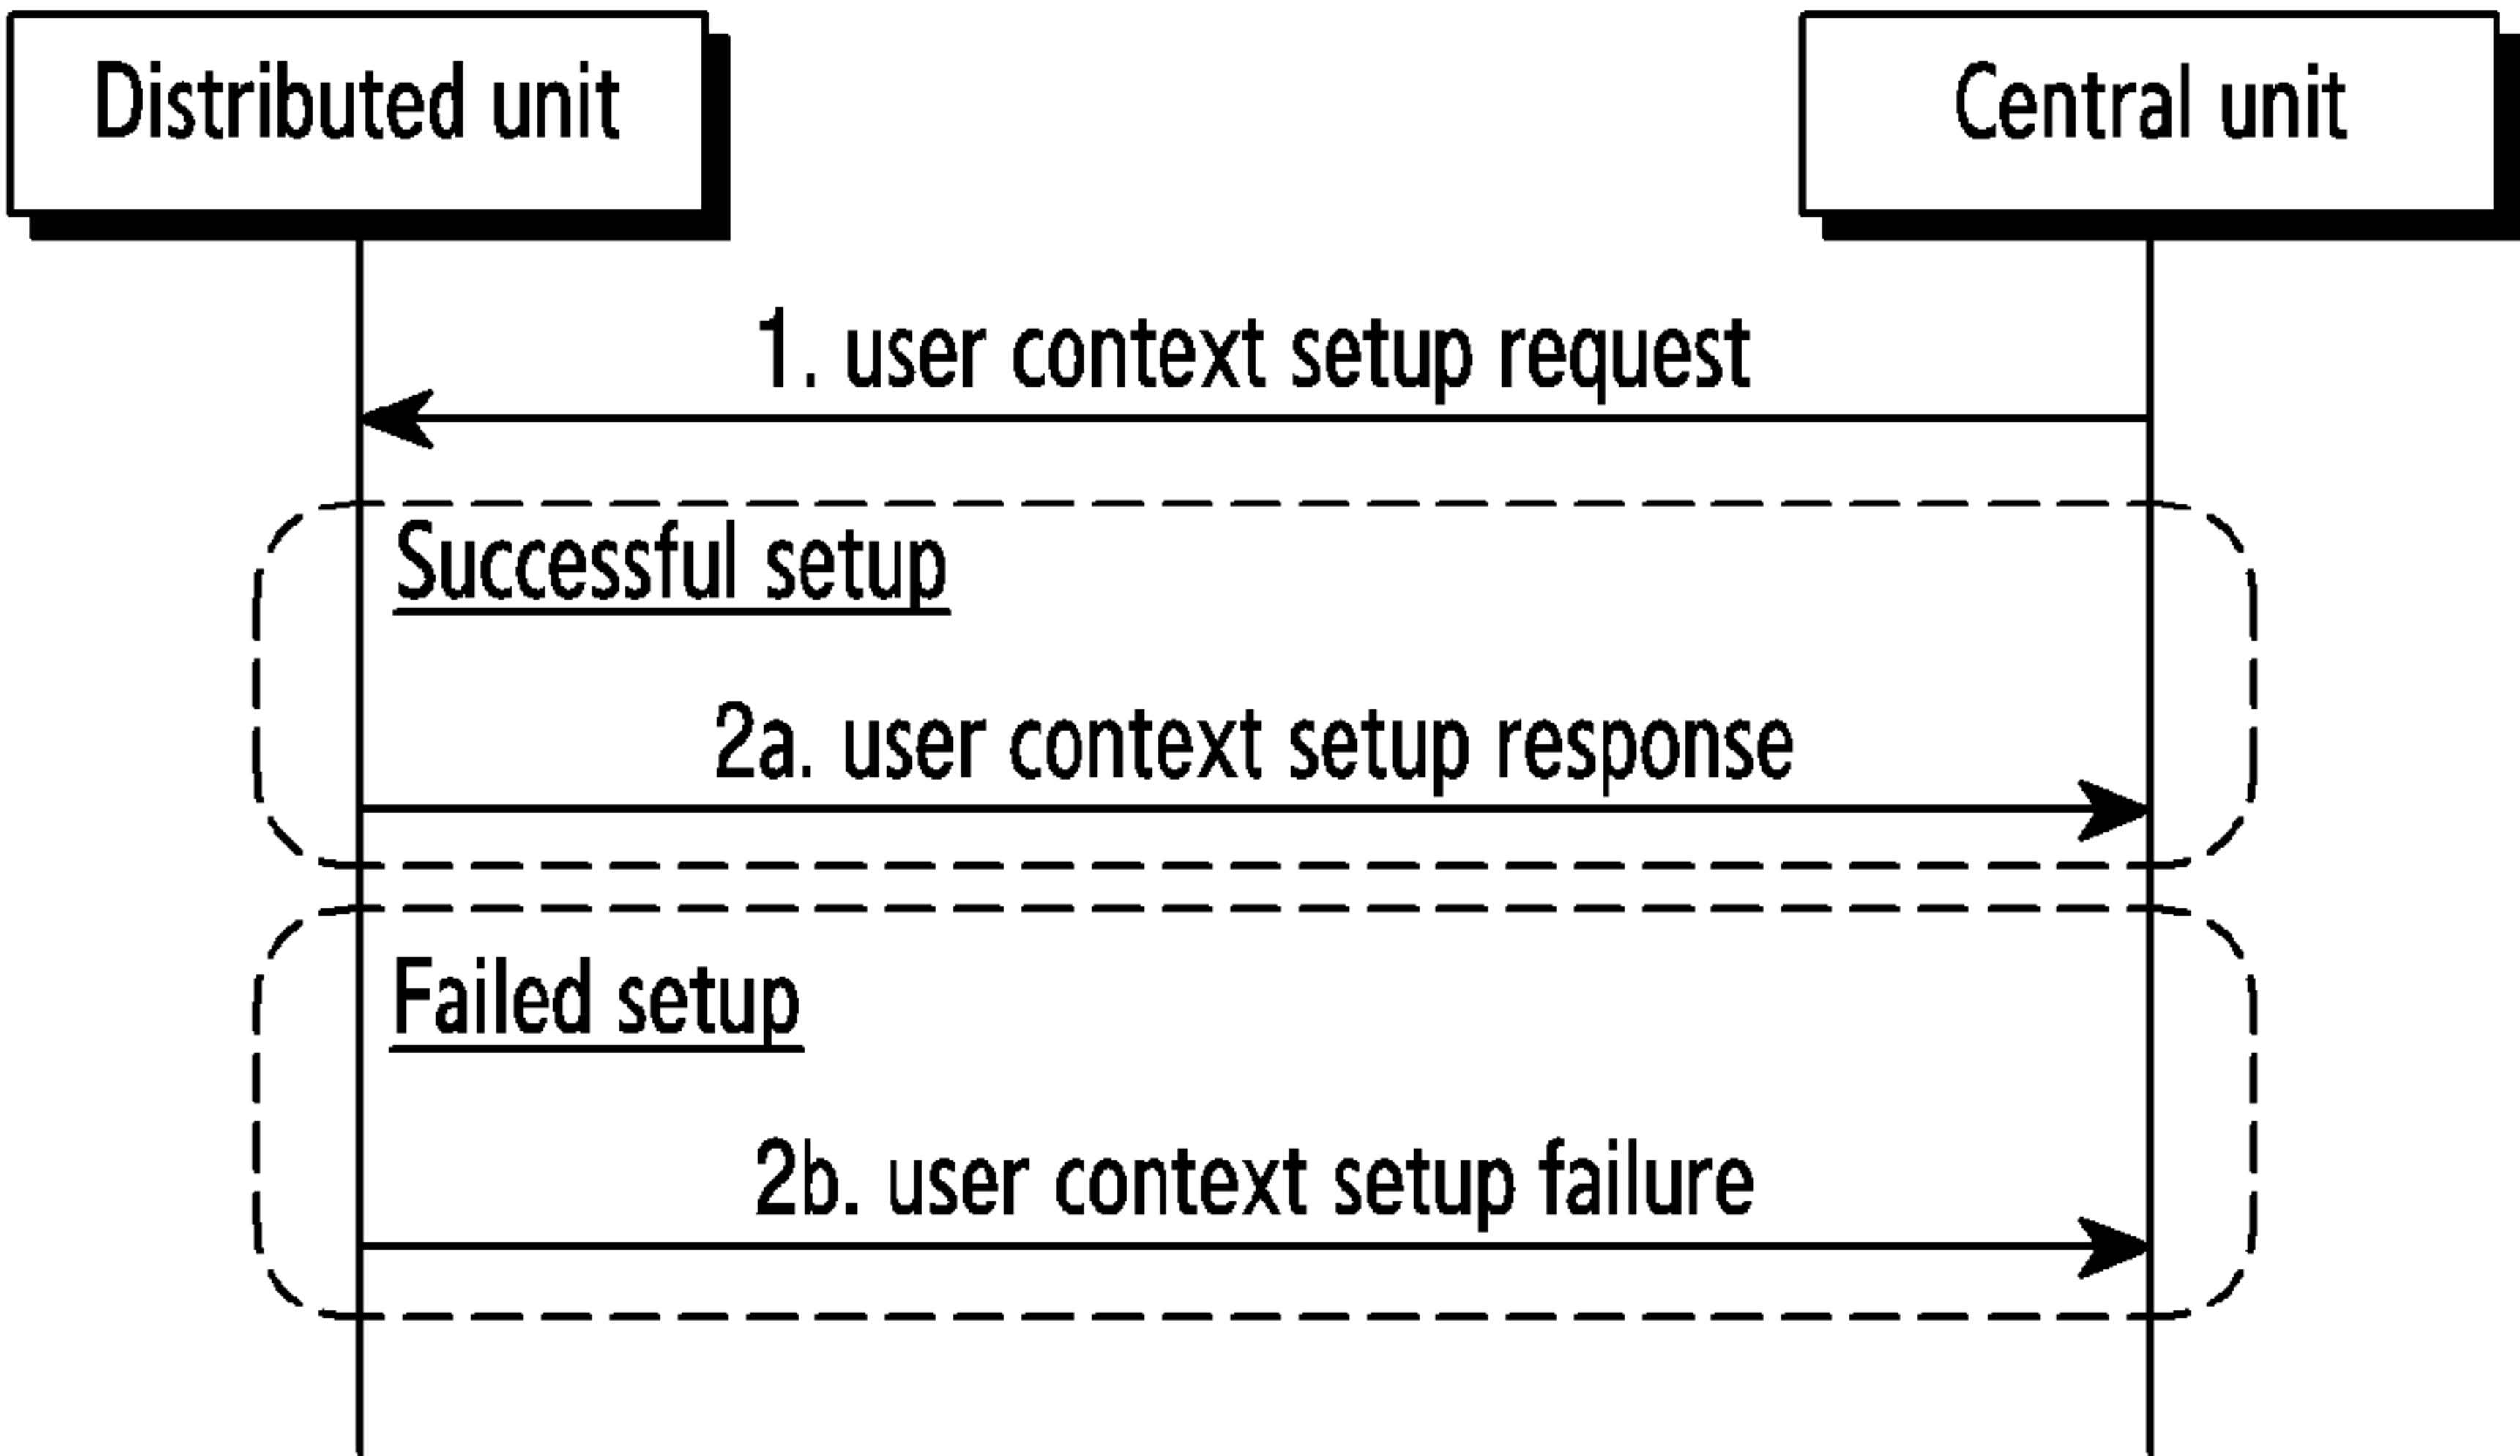 Distributed unit
Central unit
1. user context setup request
Successful setup
2a. user context setup response
Failed setup
2b. user context setup failure